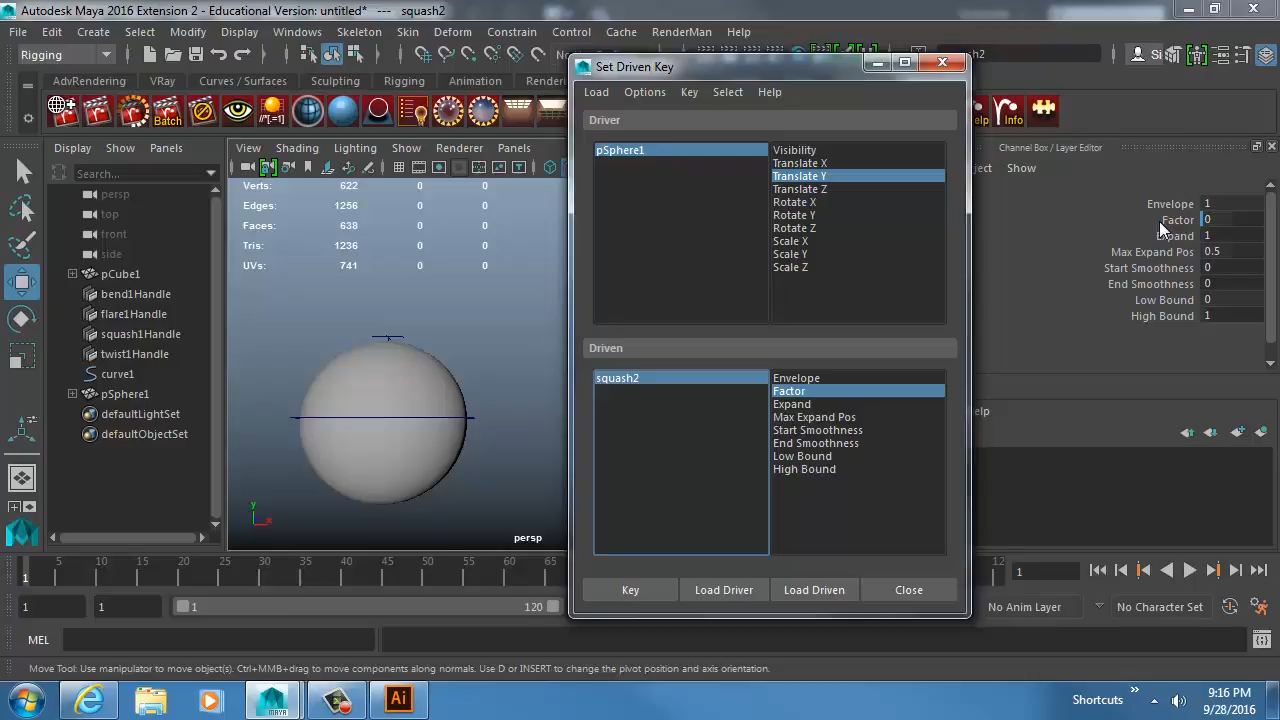 Autodesk Maya 2016 Extension 2 - Educational Version: untitled* --- squash2
File Edit Create Select Modify Display Windows Skeleton Skin Deform Constrain Control Cache RenderMan Help
Rigging
Si
AdvRendering VRay Curves / Surfaces Sculpting Rigging Animation
[*]=1
Batch
Info
Display Show Panels
View Shading Lighting Show Renderer Panels
Search...
persp
top
front
side
pCube1
bend1Handle
flare1Handle
squash1Handle
twist1Handle
curve1
pSphere1
defaultLightSet
defaultObjectSet
Verts: 622 0 0
Edges: 1256 0 0
Faces: 638 0 0
Tris: 1236 0 0
UVs: 741 0 0
y
x
persp
Set Driven Key
Load Options Key Select Help
Driver
pSphere1
Visibility
Translate X
Translate Y
Translate Z
Rotate X
Rotate Y
Rotate Z
Scale X
Scale Y
Scale Z
Driven
squash2
Envelope
Factor
Expand
Max Expand Pos
Start Smoothness
End Smoothness
Low Bound
High Bound
Key Load Driver Load Driven Close
Channel Box / Layer Editor
Show
Envelope 1
Factor 0
Expand 1
Max Expand Pos 0.5
Start Smoothness 0
End Smoothness 0
Low Bound 0
High Bound 1
1 5 10 15 20 25 30 35 40 45 50 55 60 65 12 1
1 1 1 120 No Anim Layer No Character Set
MEL
Move Tool: Use manipulator to move object(s). Ctrl+MMB+drag to move components along normals. Use D or INSERT to change the pivot position and axis orientation.
MAYA
Ai
Shortcuts
9:16 PM
9/28/2016